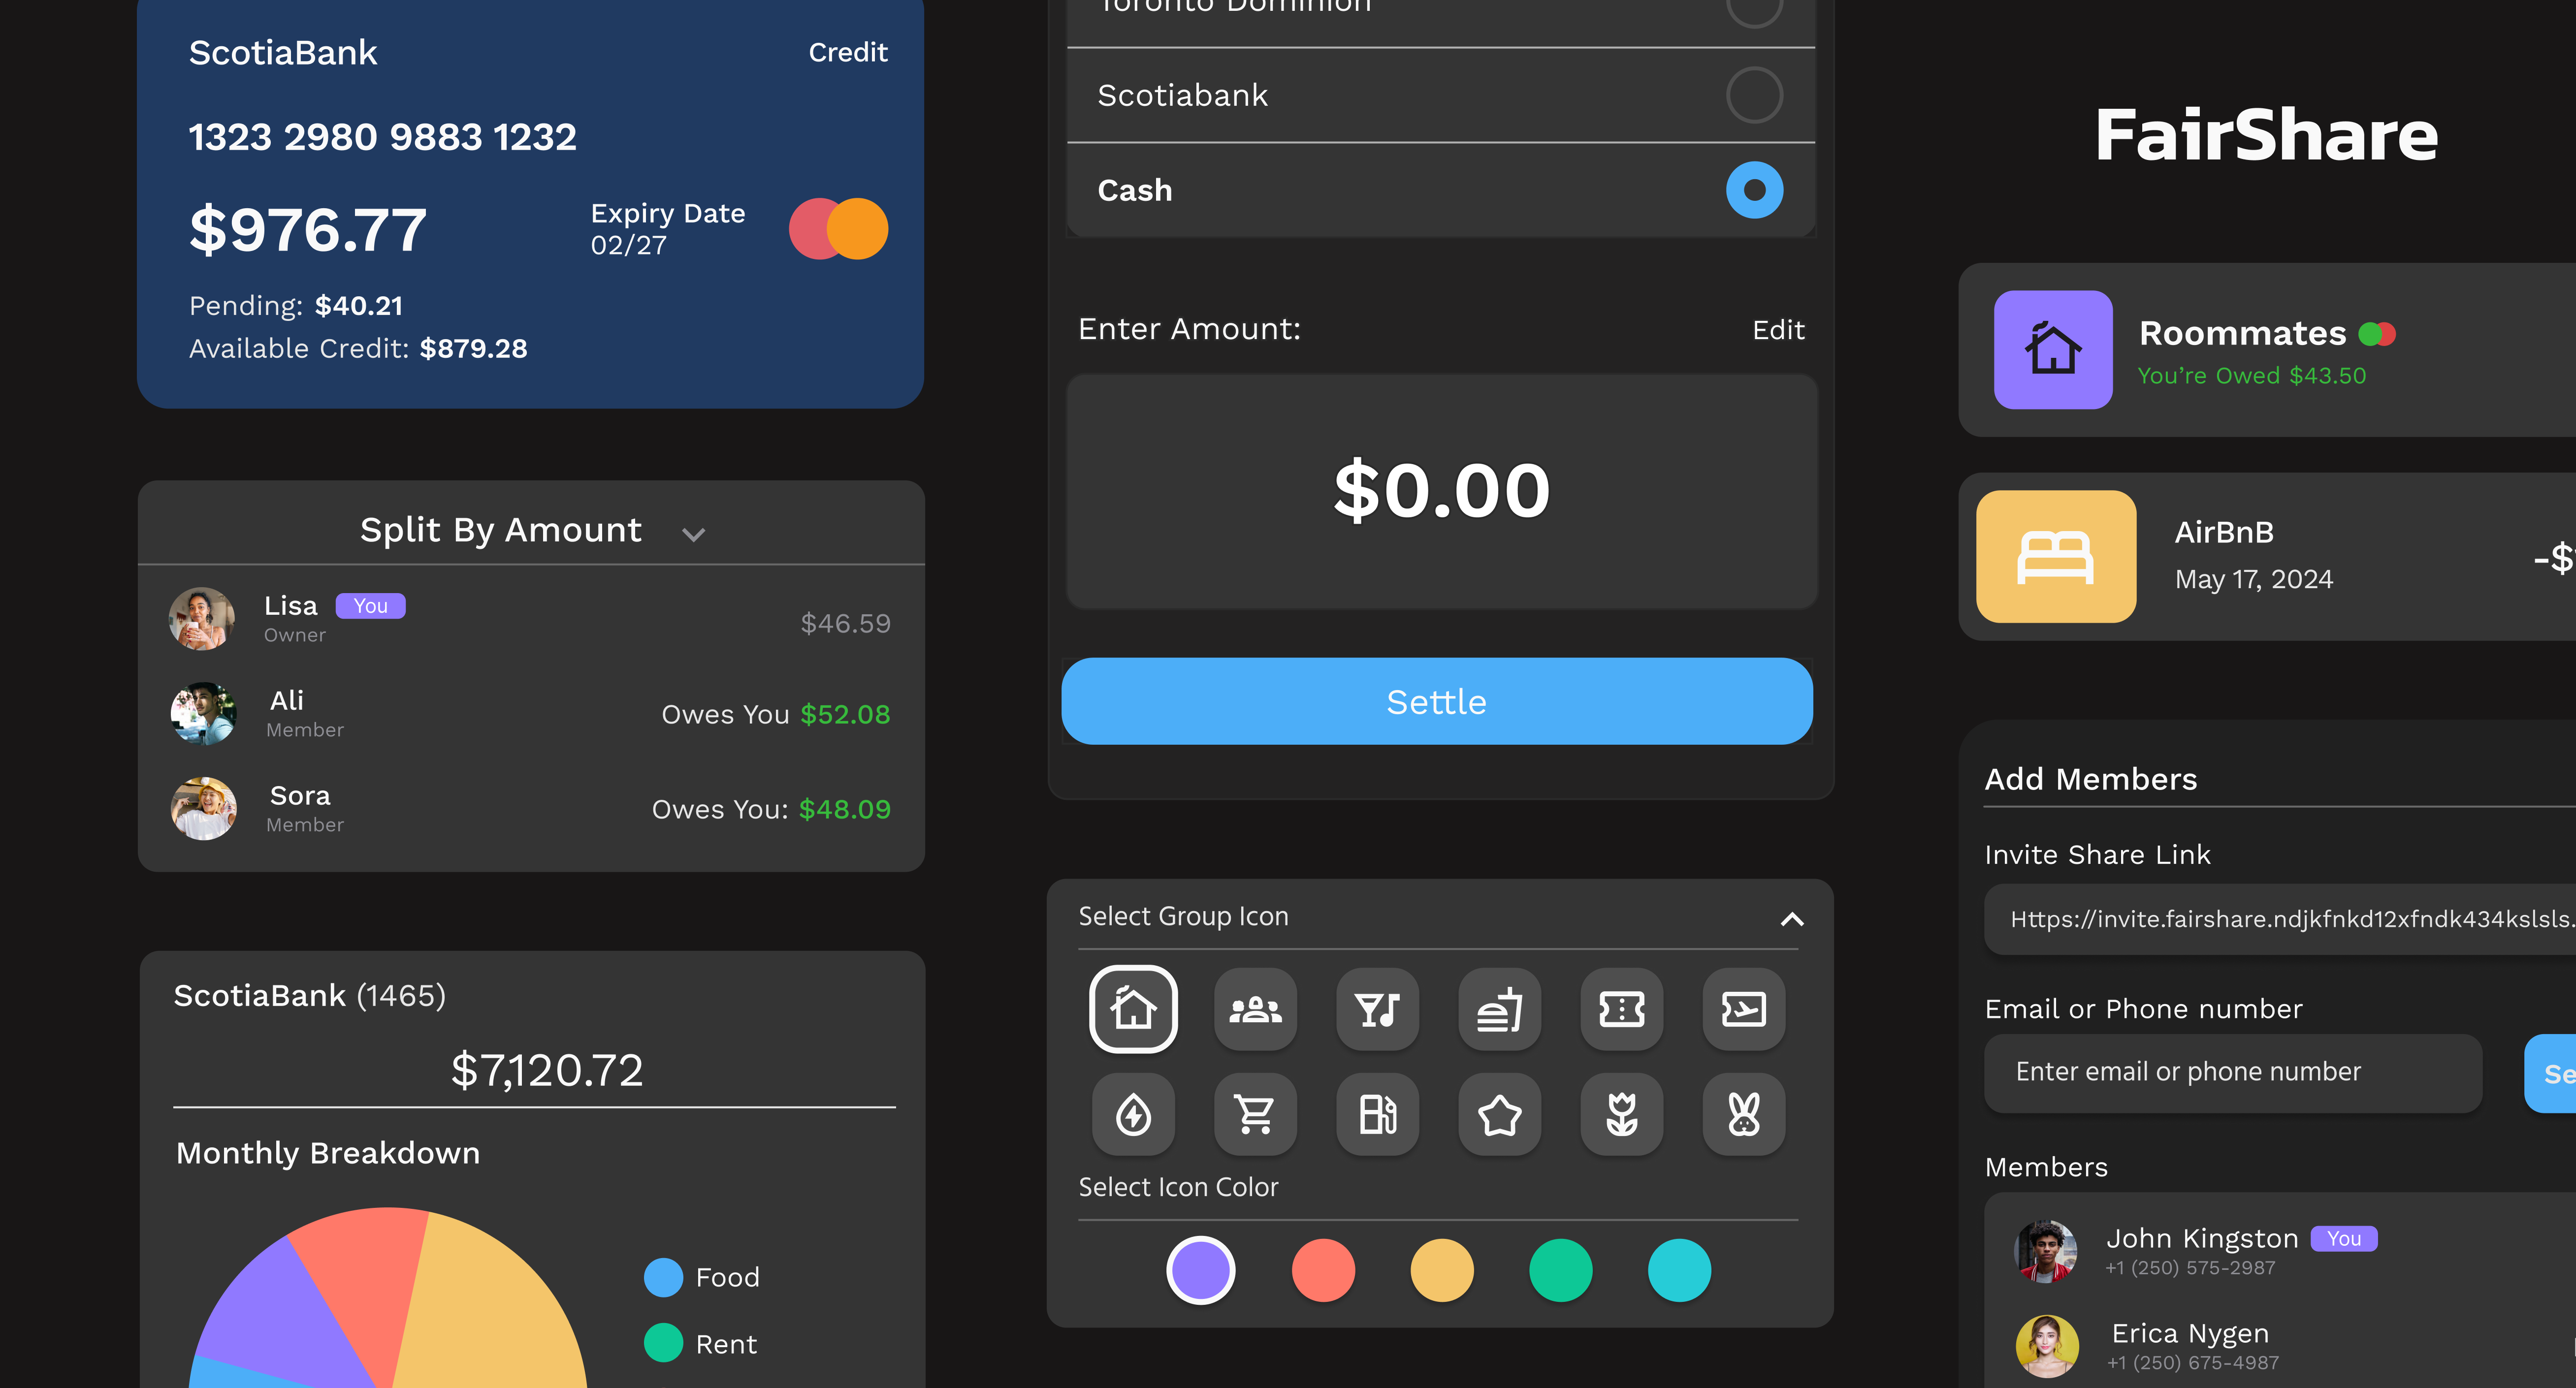 ScotiaBank
Credit
1323 2980 9883 1232
$976.77
Expiry Date
02/27
Pending: $40.21
Available Credit: $879.28
Split By Amount
Lisa You
Owner
$46.59
Ali
Member
Owes You $52.08
Sora
Member
Owes You: $48.09
ScotiaBank (1465)
$7,120.72
Monthly Breakdown
Food
Rent
Toronto Dominion
Scotiabank
Cash
Enter Amount:
Edit
$0.00
Settle
Select Group Icon
Select Icon Color
FairShare
Roommates
You’re Owed $43.50
AirBnB
May 17, 2024
-$
Add Members
Invite Share Link
Https://invite.fairshare.ndjkfnkd12xfndk434kslsls.
Email or Phone number
Enter email or phone number
Se
Members
John Kingston You
+1 (250) 575-2987
Erica Nygen
+1 (250) 675-4987